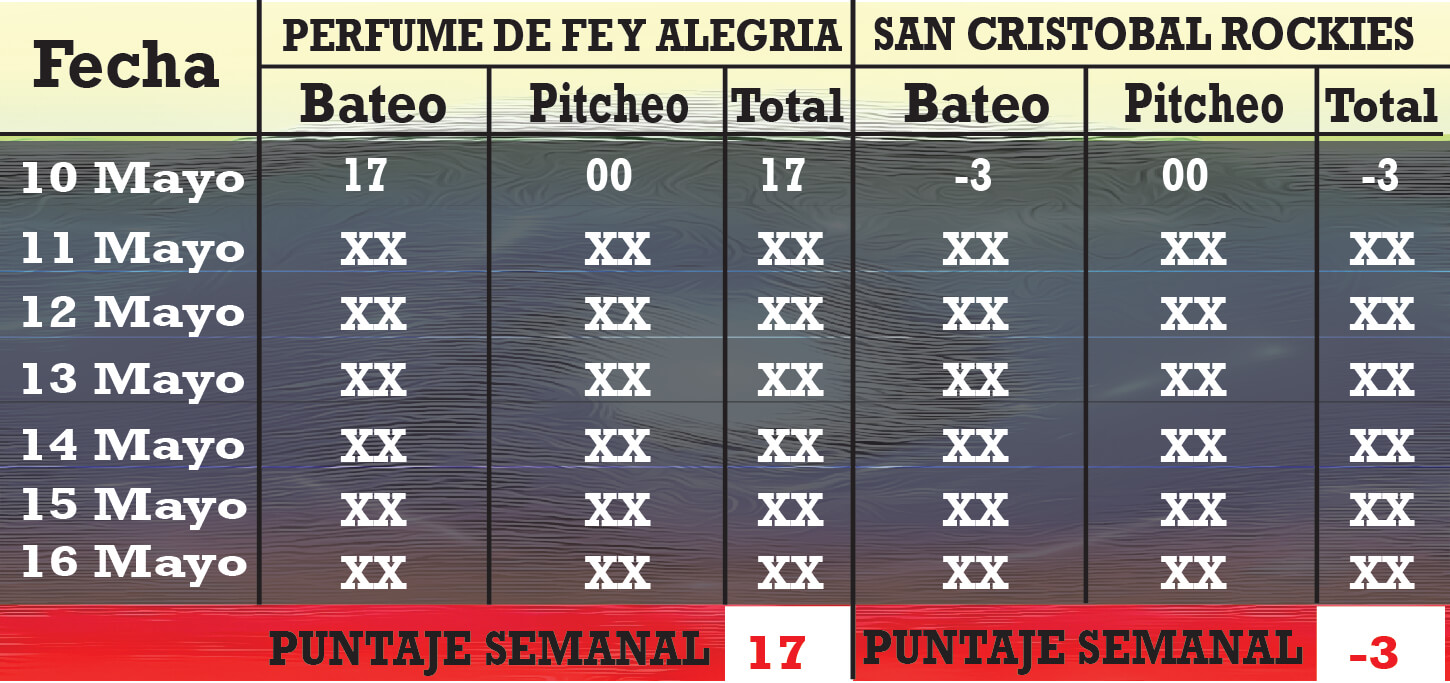 Fecha PERFUME DE FE Y ALEGRIA SAN CRISTOBAL ROCKIES
Bateo Pitcheo Total Bateo Pitcheo Total
10 Mayo 17 00 17 -3 00 -3
11 Mayo XX XX XX XX XX XX
12 Mayo XX XX XX XX XX XX
13 Mayo XX XX XX XX XX XX
14 Mayo XX XX XX XX XX XX
15 Mayo XX XX XX XX XX XX
16 Mayo XX XX XX XX XX XX
PUNTAJE SEMANAL 17 PUNTAJE SEMANAL -3